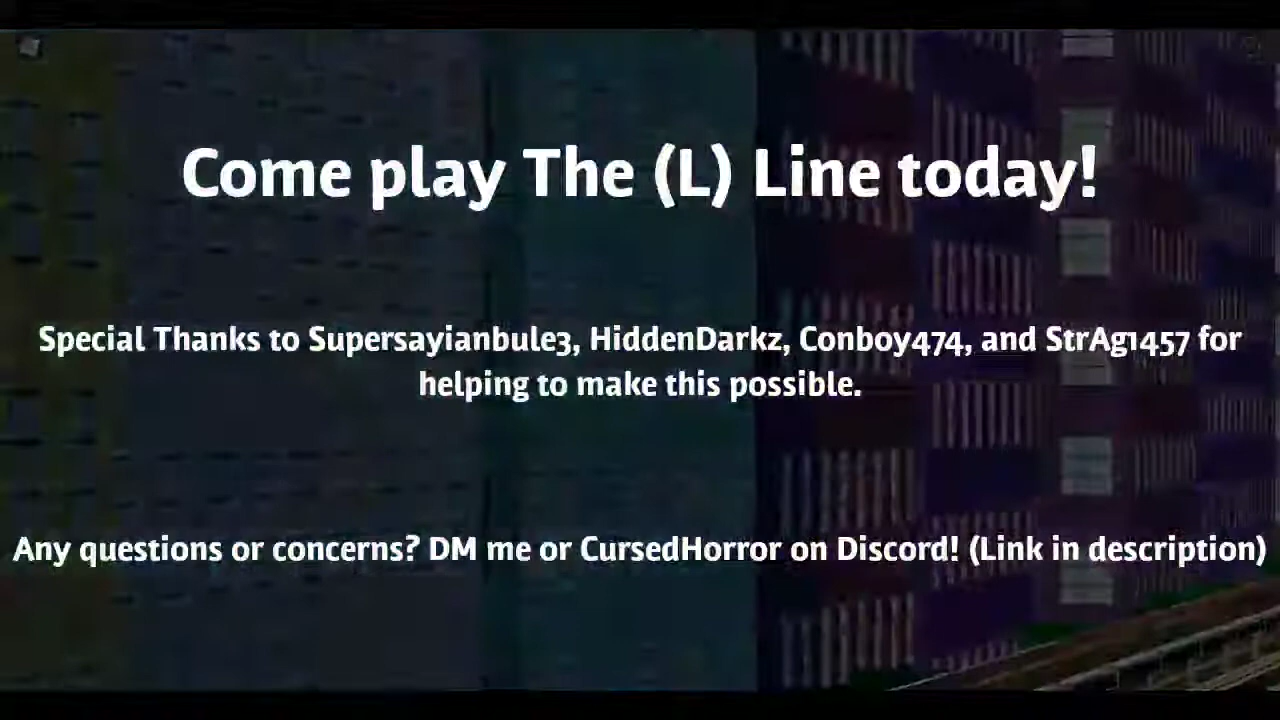 Come play The (L) Line today!
Special Thanks to Supersayianbule3, HiddenDarkz, Conboy474, and StrAg1457 for
helping to make this possible.
Any questions or concerns? DM me or CursedHorror on Discord! (Link in description)